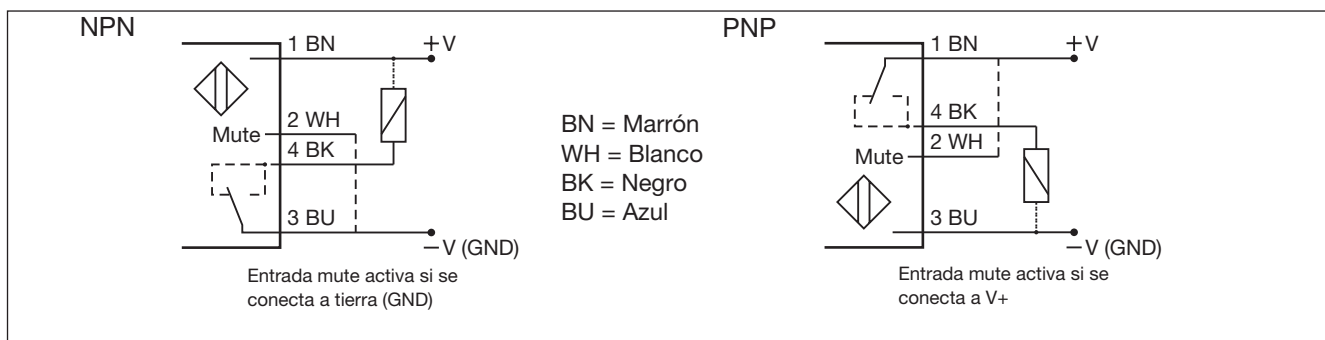 NPN
1 BN
+V
2 WH
Mute
4 BK
3 BU
−V (GND)
Entrada mute activa si se
conecta a tierra (GND)
BN = Marrón
WH = Blanco
BK = Negro
BU = Azul
PNP
1 BN
+V
4 BK
Mute
2 WH
3 BU
−V (GND)
Entrada mute activa si se
conecta a V+